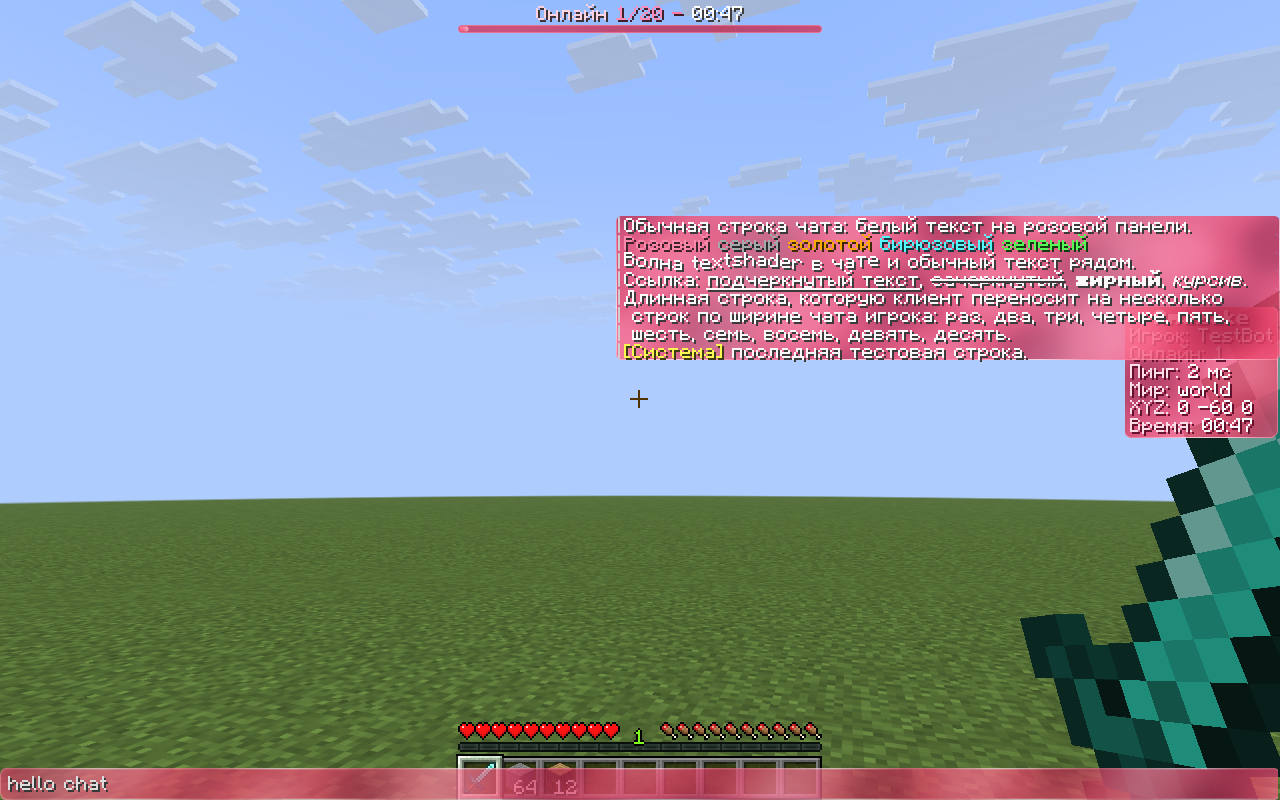 Онлайн 1/20 - 00:47
Обычная строка чата: белый текст на розовой панели.
Розовый серый золотой бирюзовый зеленый
Волна textshader в чате и обычный текст рядом.
Ссылка: подчеркнутый текст, зачеркнутый, жирный, курсив.
Длинная строка, которую клиент переносит на несколько
строк по ширине чата игрока: раз, два, три, четыре, пять,
шесть, семь, восемь, девять, десять.
[Система] последняя тестовая строка.
Игрок: TestBot
Онлайн: 1
Пинг: 2 мс
Мир: world
XYZ: 0 -60 0
Время: 00:47
1
64 12
hello chat